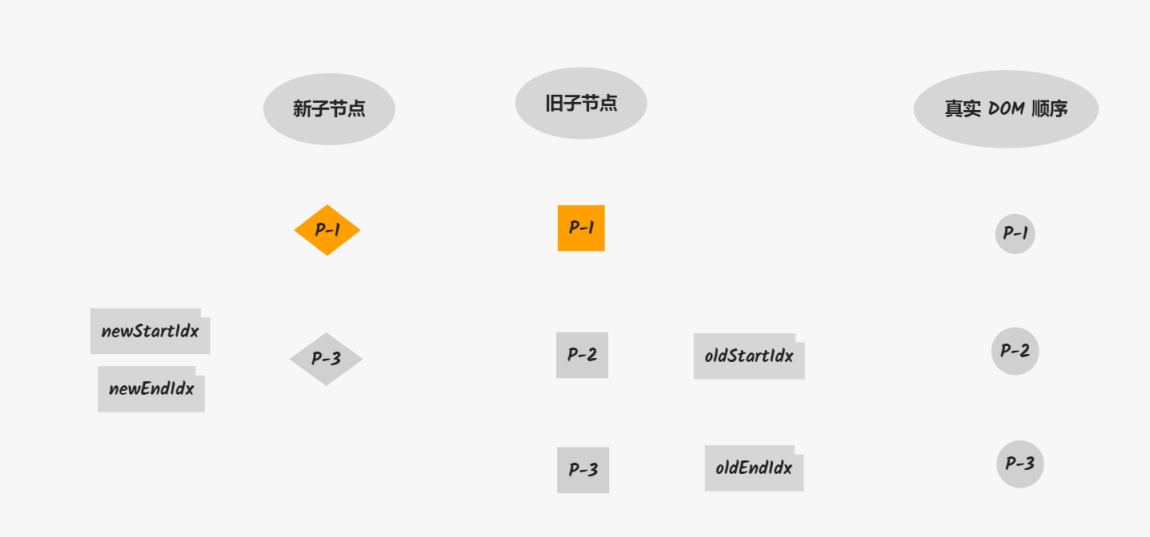 新子节点
旧子节点
真实 DOM 顺序
P-1
P-1
P-1
newStartIdx
P-3
P-2
oldStartIdx
P-2
newEndIdx
P-3
oldEndIdx
P-3